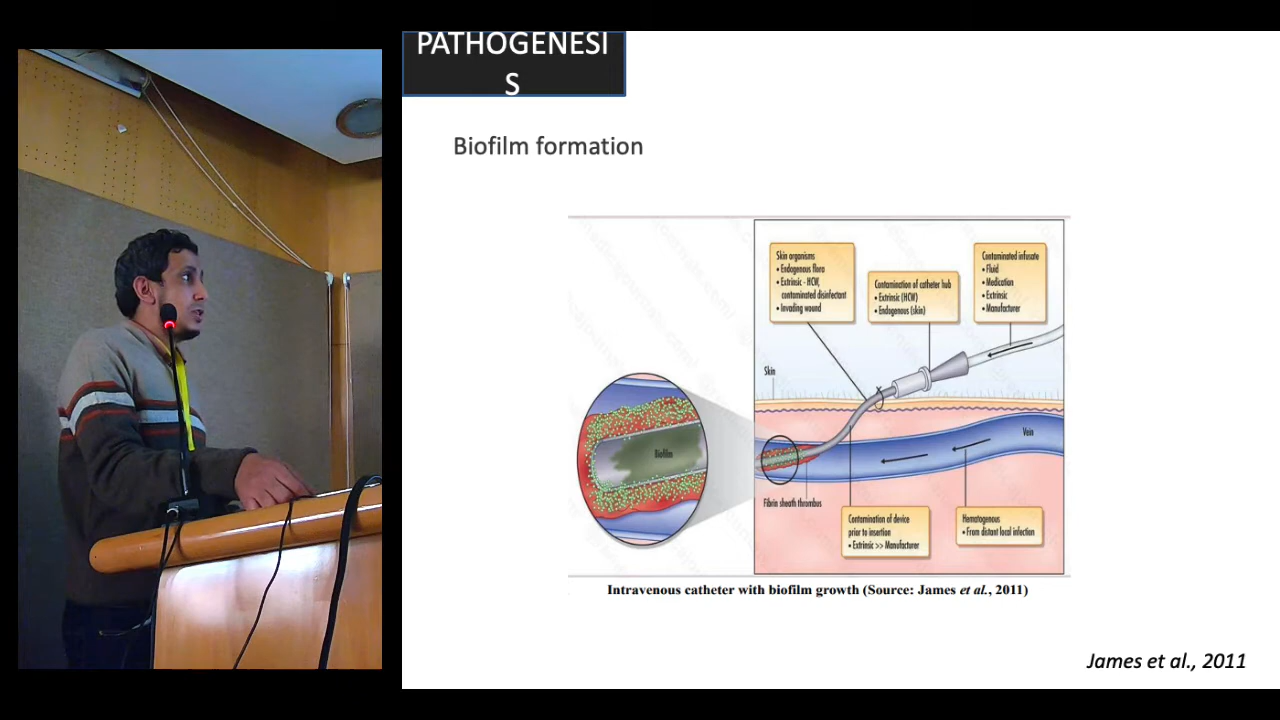 PATHOGENESI
S
Biofilm formation
Skin organisms
• Endogenous flora
• Extrinsic - HCW,
contaminated disinfectant
• Invading wound
Contamination of catheter hub
• Extrinsic (HCW)
• Endogenous (skin)
Contaminated infusate
• Fluid
• Medication
• Extrinsic
• Manufacturer
Skin
Vein
Biofilm
Fibrin sheath thrombus
Contamination of device
prior to insertion
• Extrinsic >> Manufacturer
Hematogenous
• From distant local infection
Intravenous catheter with biofilm growth (Source: James et al., 2011)
James et al., 2011